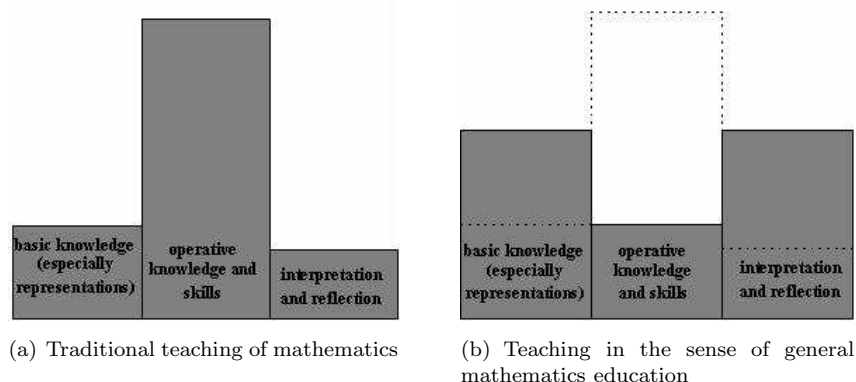 basic knowledge
(especially
representations)
operative
knowledge and
skills
interpretation
and reflection
(a) Traditional teaching of mathematics
basic knowledge
(especially
representations)
operative
knowledge
and skills
interpretation
and reflection
(b) Teaching in the sense of general
mathematics education